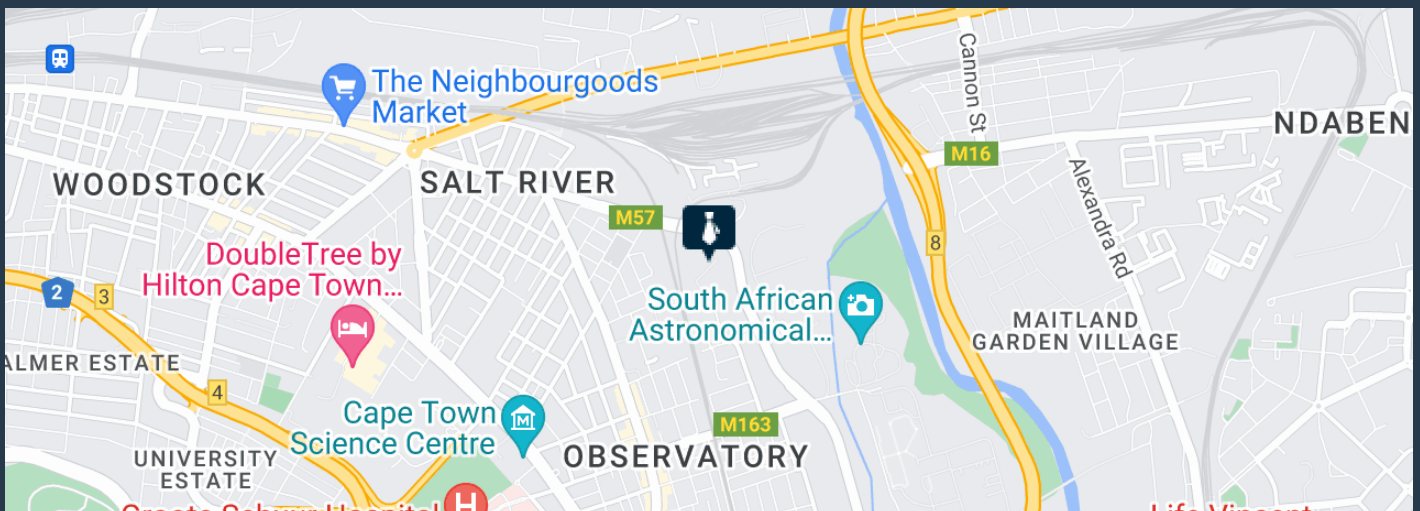 The Neighbourgoods
Market
Cannon St
NDABEN
M16
WOODSTOCK
SALT RIVER
M57
Alexandra Rd
DoubleTree by
Hilton Cape Town...
8
2
3
South African
Astronomical...
MAITLAND
GARDEN VILLAGE
ALMER ESTATE
4
Cape Town
Science Centre
M163
UNIVERSITY
ESTATE
OBSERVATORY
H